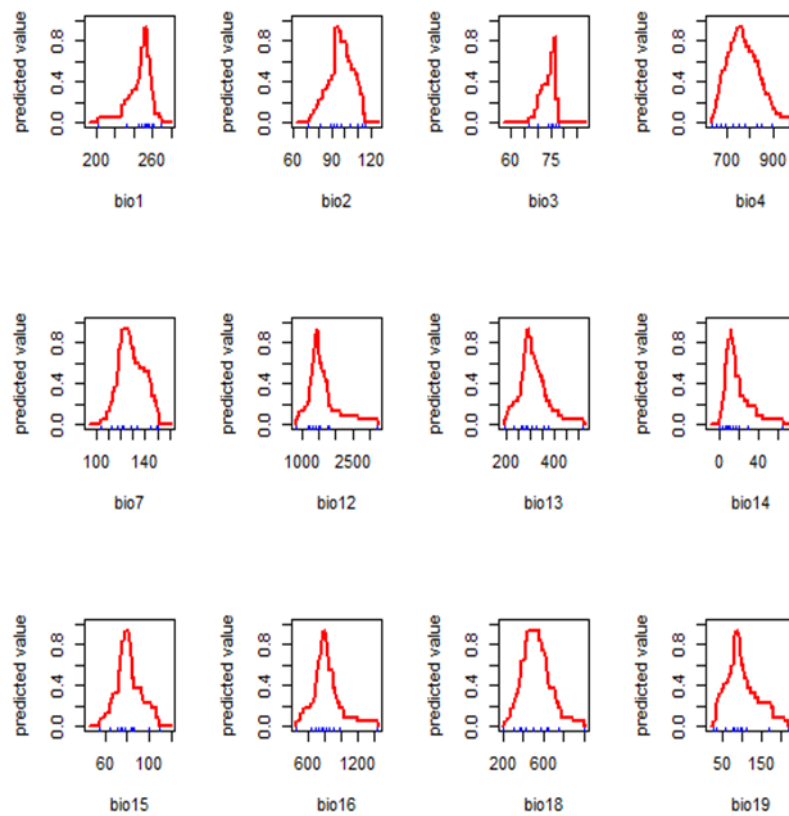 predicted value
0.0 0.4 0.8
200 260
bio1
predicted value
0.0 0.4 0.8
60 90 120
bio2
predicted value
0.0 0.4 0.8
60 75
bio3
predicted value
0.0 0.4 0.8
700 900
bio4
predicted value
0.0 0.4 0.8
100 140
bio7
predicted value
0.0 0.4 0.8
1000 2500
bio12
predicted value
0.0 0.4 0.8
200 400
bio13
predicted value
0.0 0.4 0.8
0 40
bio14
predicted value
0.0 0.4 0.8
60 100
bio15
predicted value
0.0 0.4 0.8
600 1200
bio16
predicted value
0.0 0.4 0.8
200 600
bio18
predicted value
0.0 0.4 0.8
50 150
bio19